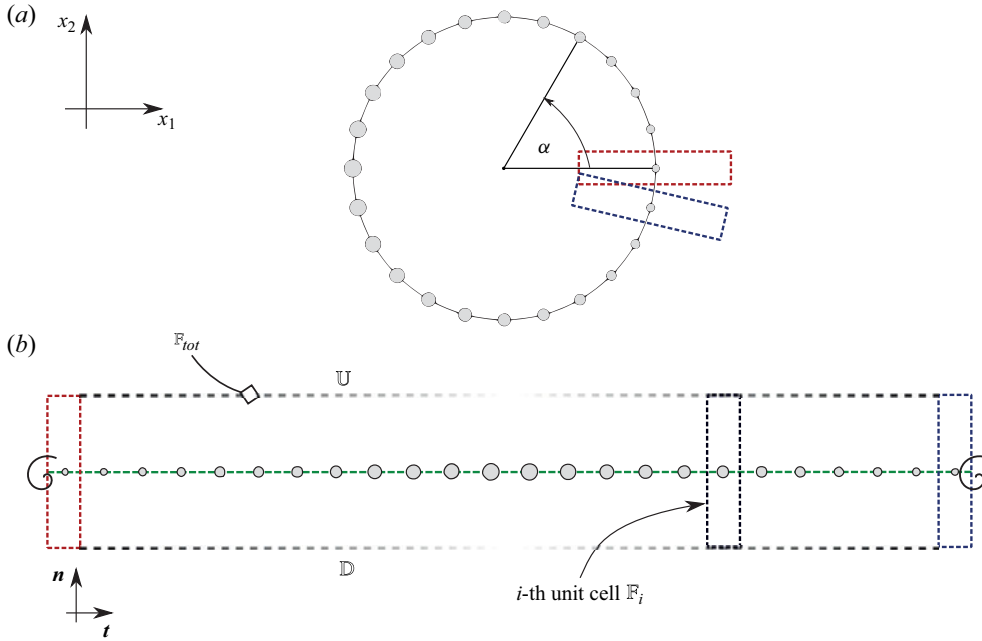 (a)
x₂
x₁
α
(b)
𝔽tot
𝕌
𝔻
n
t
i-th unit cell 𝔽i